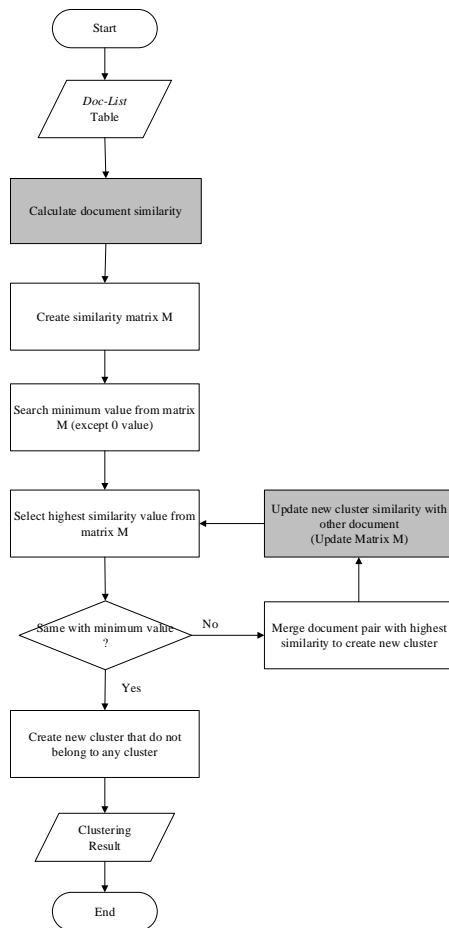 Start
Doc-List
Table
Calculate document similarity
Create similarity matrix M
Search minimum value from matrix
M (except 0 value)
Select highest similarity value from
matrix M
Update new cluster similarity with
other document
(Update Matrix M)
Same with minimum value
?
No
Merge document pair with highest
similarity to create new cluster
Yes
Create new cluster that do not
belong to any cluster
Clustering
Result
End